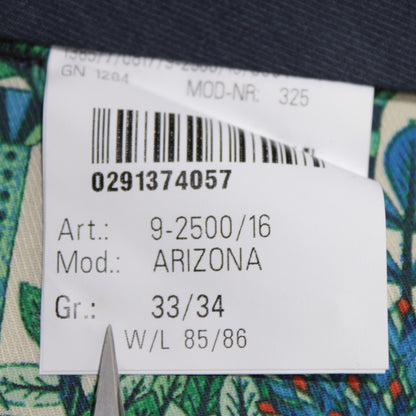 GN 1284
MOD-NR: 325
0291374057
Art.: 9-2500/16
Mod.: ARIZONA
Gr.: 33/34
W/L 85/86